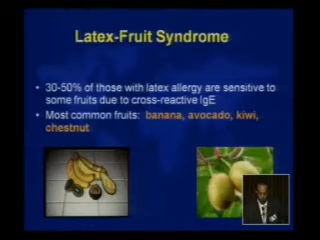 Latex-Fruit Syndrome
• 30-50% of those with latex allergy are sensitive to
some fruits due to cross-reactive IgE
• Most common fruits: banana, avocado, kiwi,
chestnut